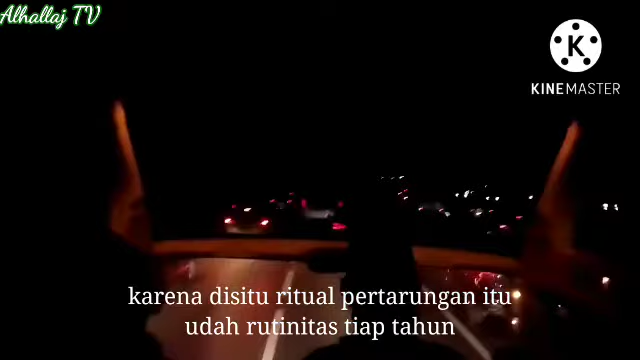 Alhallaj TV
KINEMASTER
karena disitu ritual pertarungan itu
udah rutinitas tiap tahun